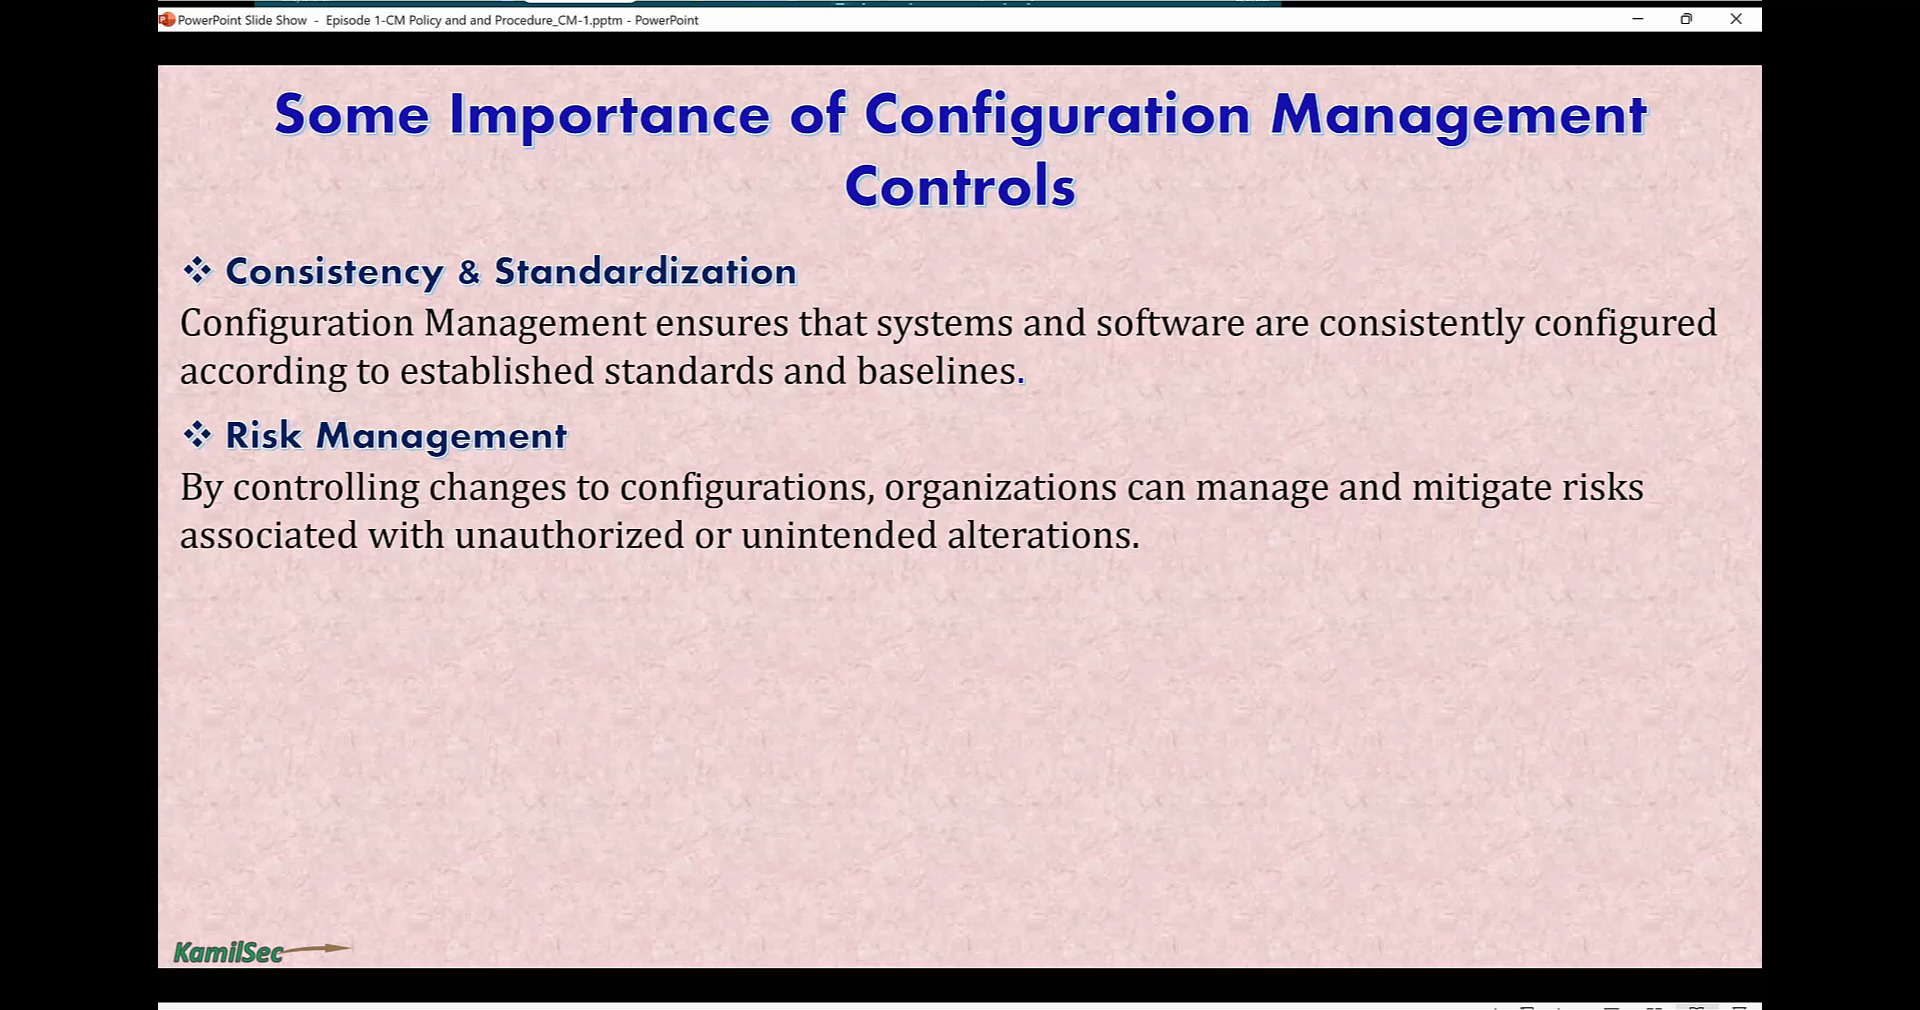 PowerPoint Slide Show - Episode 1-CM Policy and and Procedure_CM-1.pptm - PowerPoint
Some Importance of Configuration Management
Controls
❖ Consistency & Standardization
Configuration Management ensures that systems and software are consistently configured
according to established standards and baselines.
❖ Risk Management
By controlling changes to configurations, organizations can manage and mitigate risks
associated with unauthorized or unintended alterations.
KamilSec